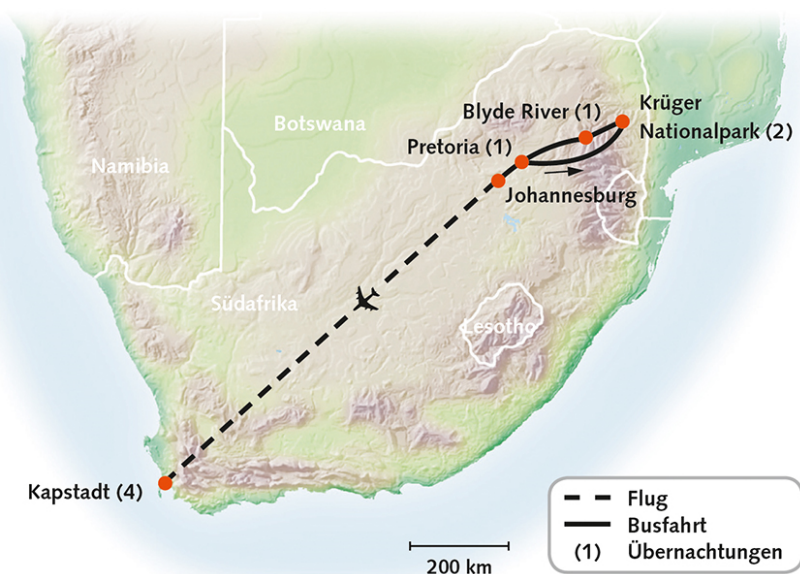 Botswana
Namibia
Blyde River (1)
Krüger
Nationalpark (2)
Pretoria (1)
Johannesburg
Südafrika
Lesotho
Kapstadt (4)
Flug
Busfahrt
(1) Übernachtungen
200 km